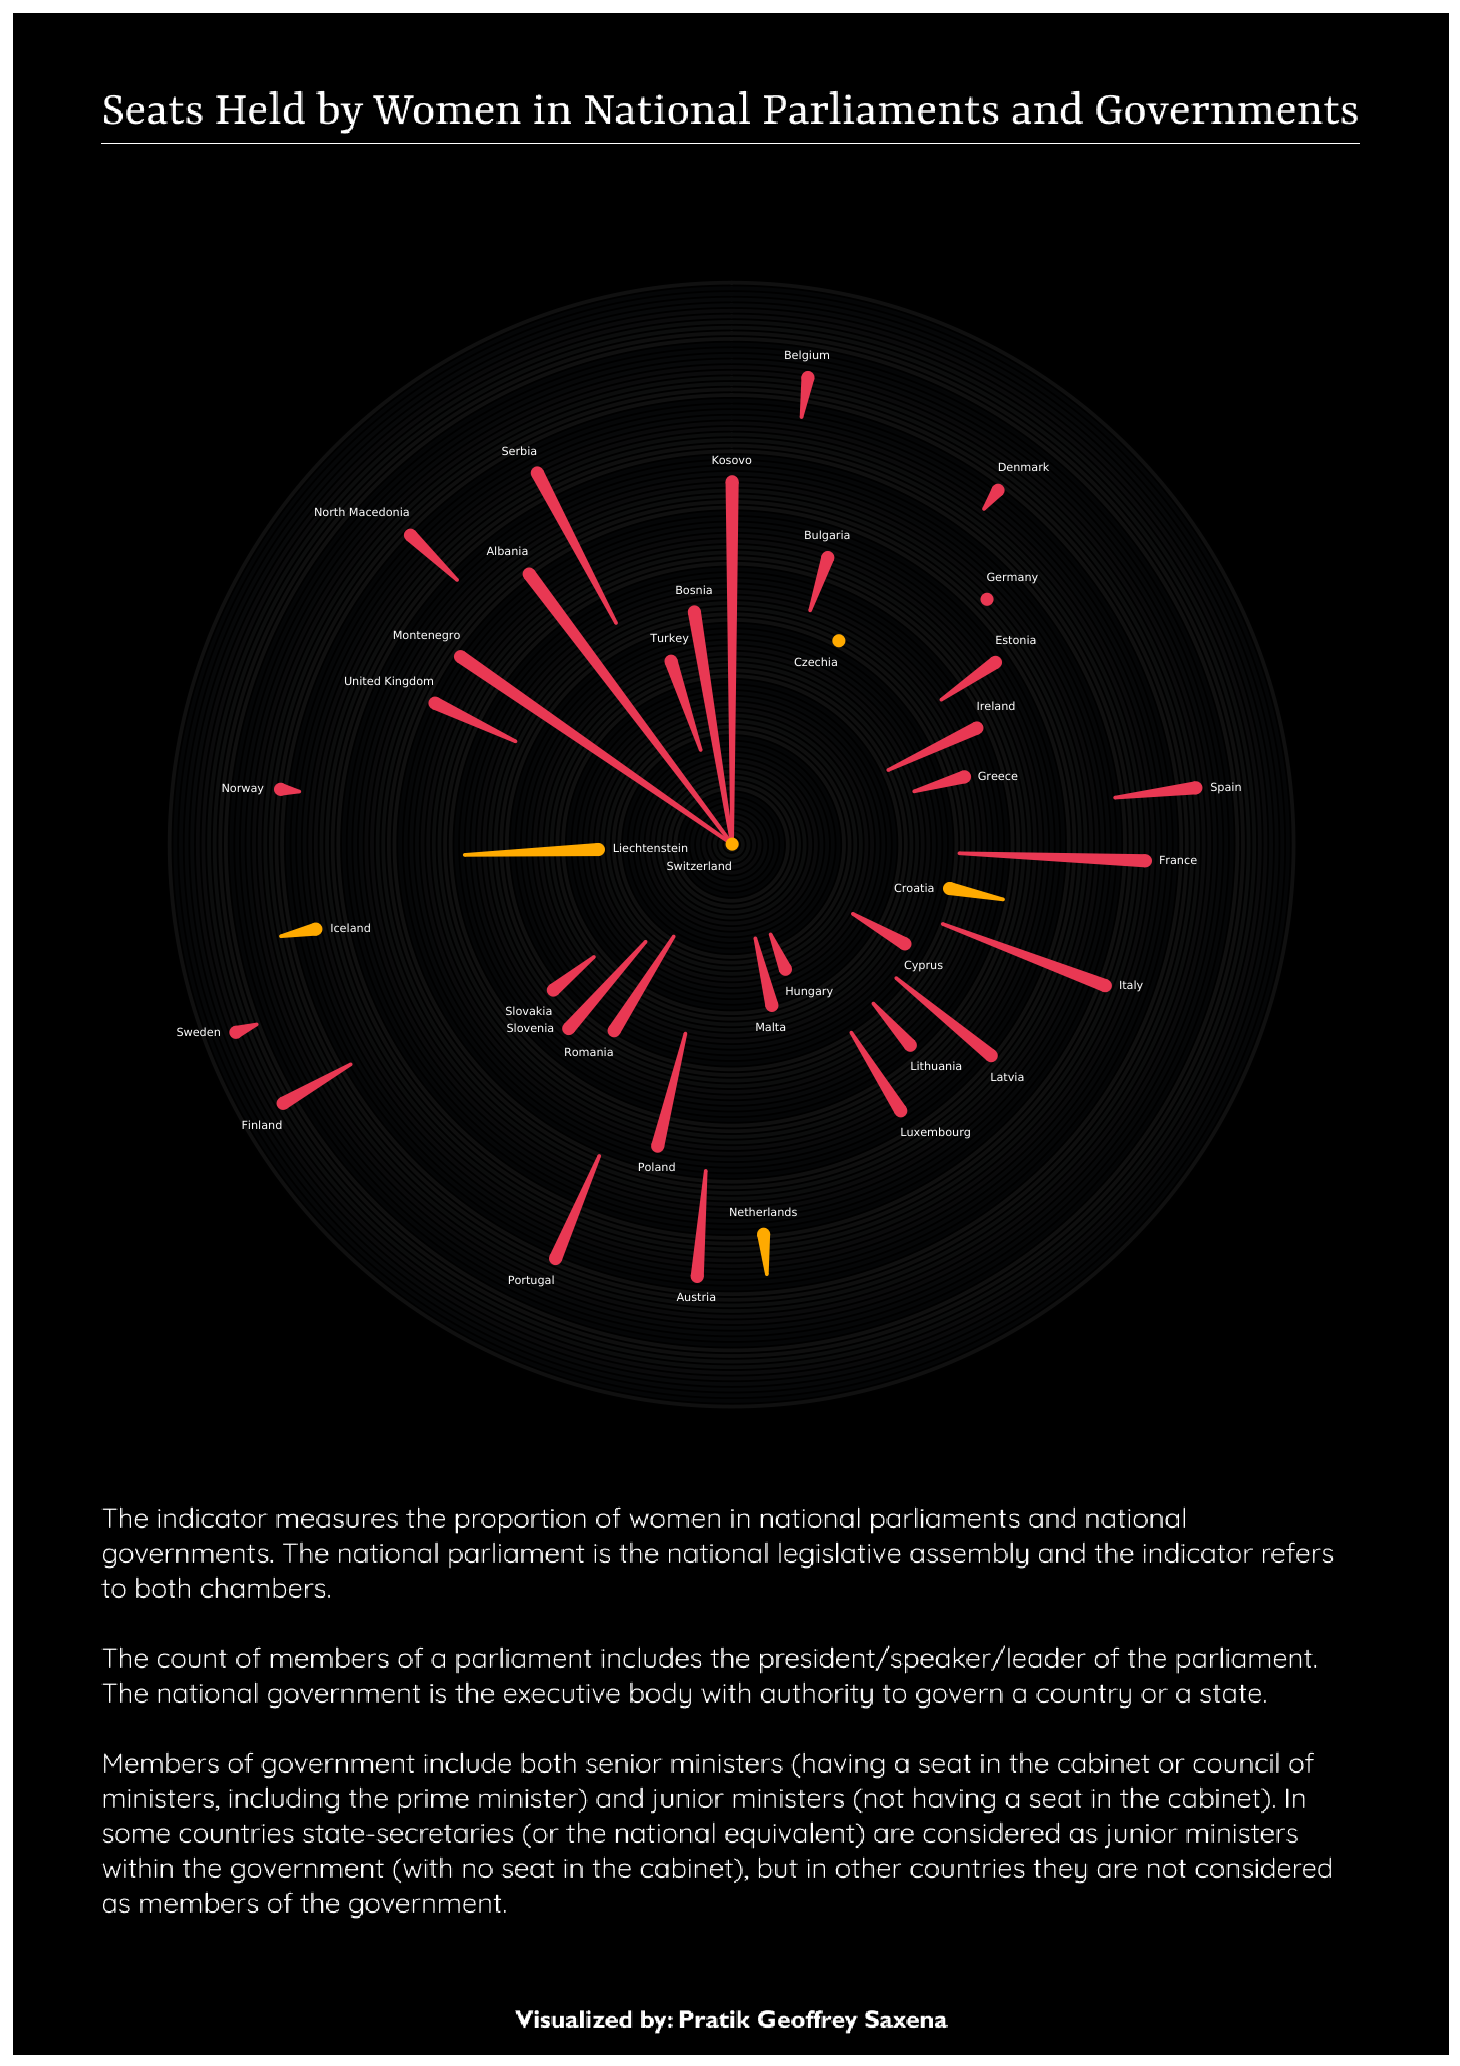 Seats Held by Women in National Parliaments and Governments
Belgium
Serbia
Kosovo
Denmark
North Macedonia
Bulgaria
Albania
Germany
Bosnia
Montenegro
Turkey
Estonia
Czechia
United Kingdom
Ireland
Greece
Norway
Spain
Liechtenstein
France
Switzerland
Croatia
Iceland
Cyprus
Italy
Hungary
Slovakia
Malta
Slovenia
Sweden
Romania
Lithuania
Latvia
Finland
Luxembourg
Poland
Netherlands
Portugal
Austria
The indicator measures the proportion of women in national parliaments and national
governments. The national parliament is the national legislative assembly and the indicator refers
to both chambers.
The count of members of a parliament includes the president/speaker/leader of the parliament.
The national government is the executive body with authority to govern a country or a state.
Members of government include both senior ministers (having a seat in the cabinet or council of
ministers, including the prime minister) and junior ministers (not having a seat in the cabinet). In
some countries state-secretaries (or the national equivalent) are considered as junior ministers
within the government (with no seat in the cabinet), but in other countries they are not considered
as members of the government.
Visualized by: Pratik Geoffrey Saxena